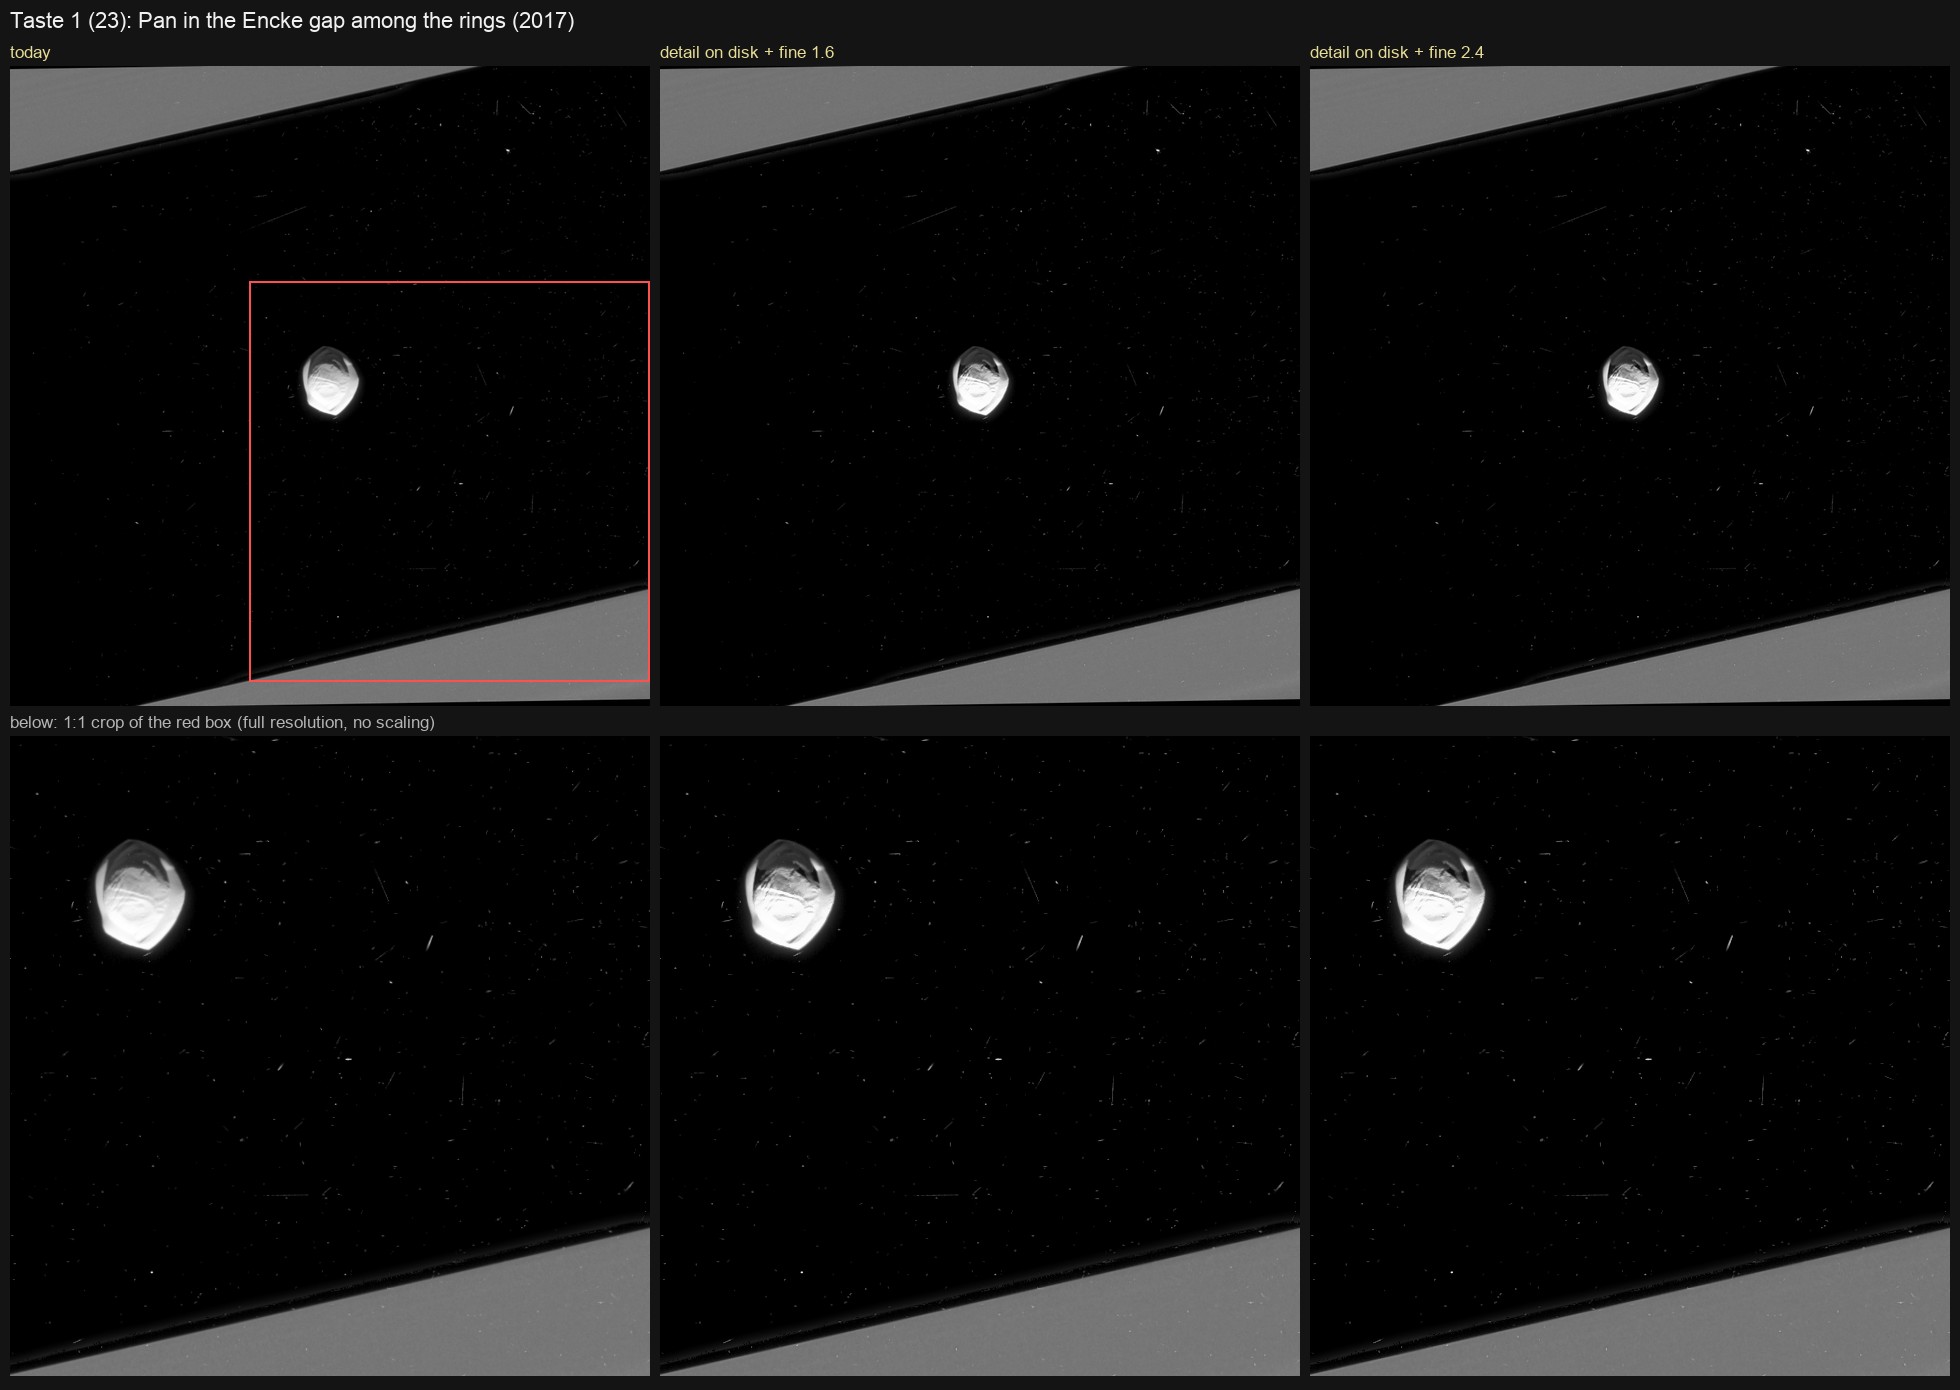 Taste 1 (23): Pan in the Encke gap among the rings (2017)
today
detail on disk + fine 1.6
detail on disk + fine 2.4
below: 1:1 crop of the red box (full resolution, no scaling)